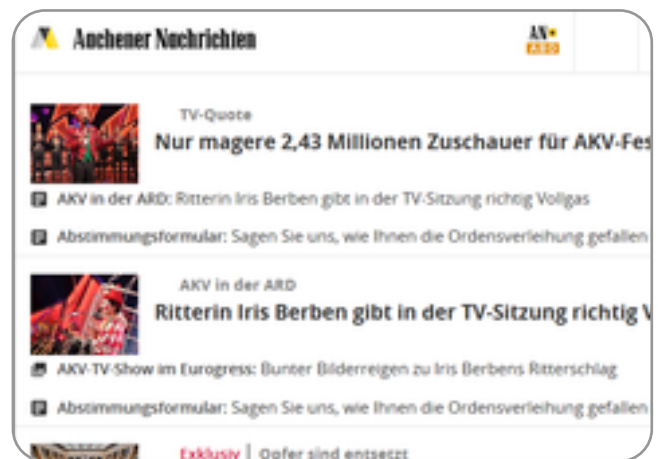 Aachener Nachrichten
AN+
ABO
TV-Quote
Nur magere 2,43 Millionen Zuschauer für AKV-Fes
AKV in der ARD: Ritterin Iris Berben gibt in der TV-Sitzung richtig Vollgas
Abstimmungsformular: Sagen Sie uns, wie Ihnen die Ordensverleihung gefallen
AKV in der ARD
Ritterin Iris Berben gibt in der TV-Sitzung richtig V
AKV-TV-Show im Eurogress: Bunter Bilderreigen zu Iris Berbens Ritterschlag
Abstimmungsformular: Sagen Sie uns, wie Ihnen die Ordensverleihung gefallen
Exklusiv | Opfer sind entsetzt